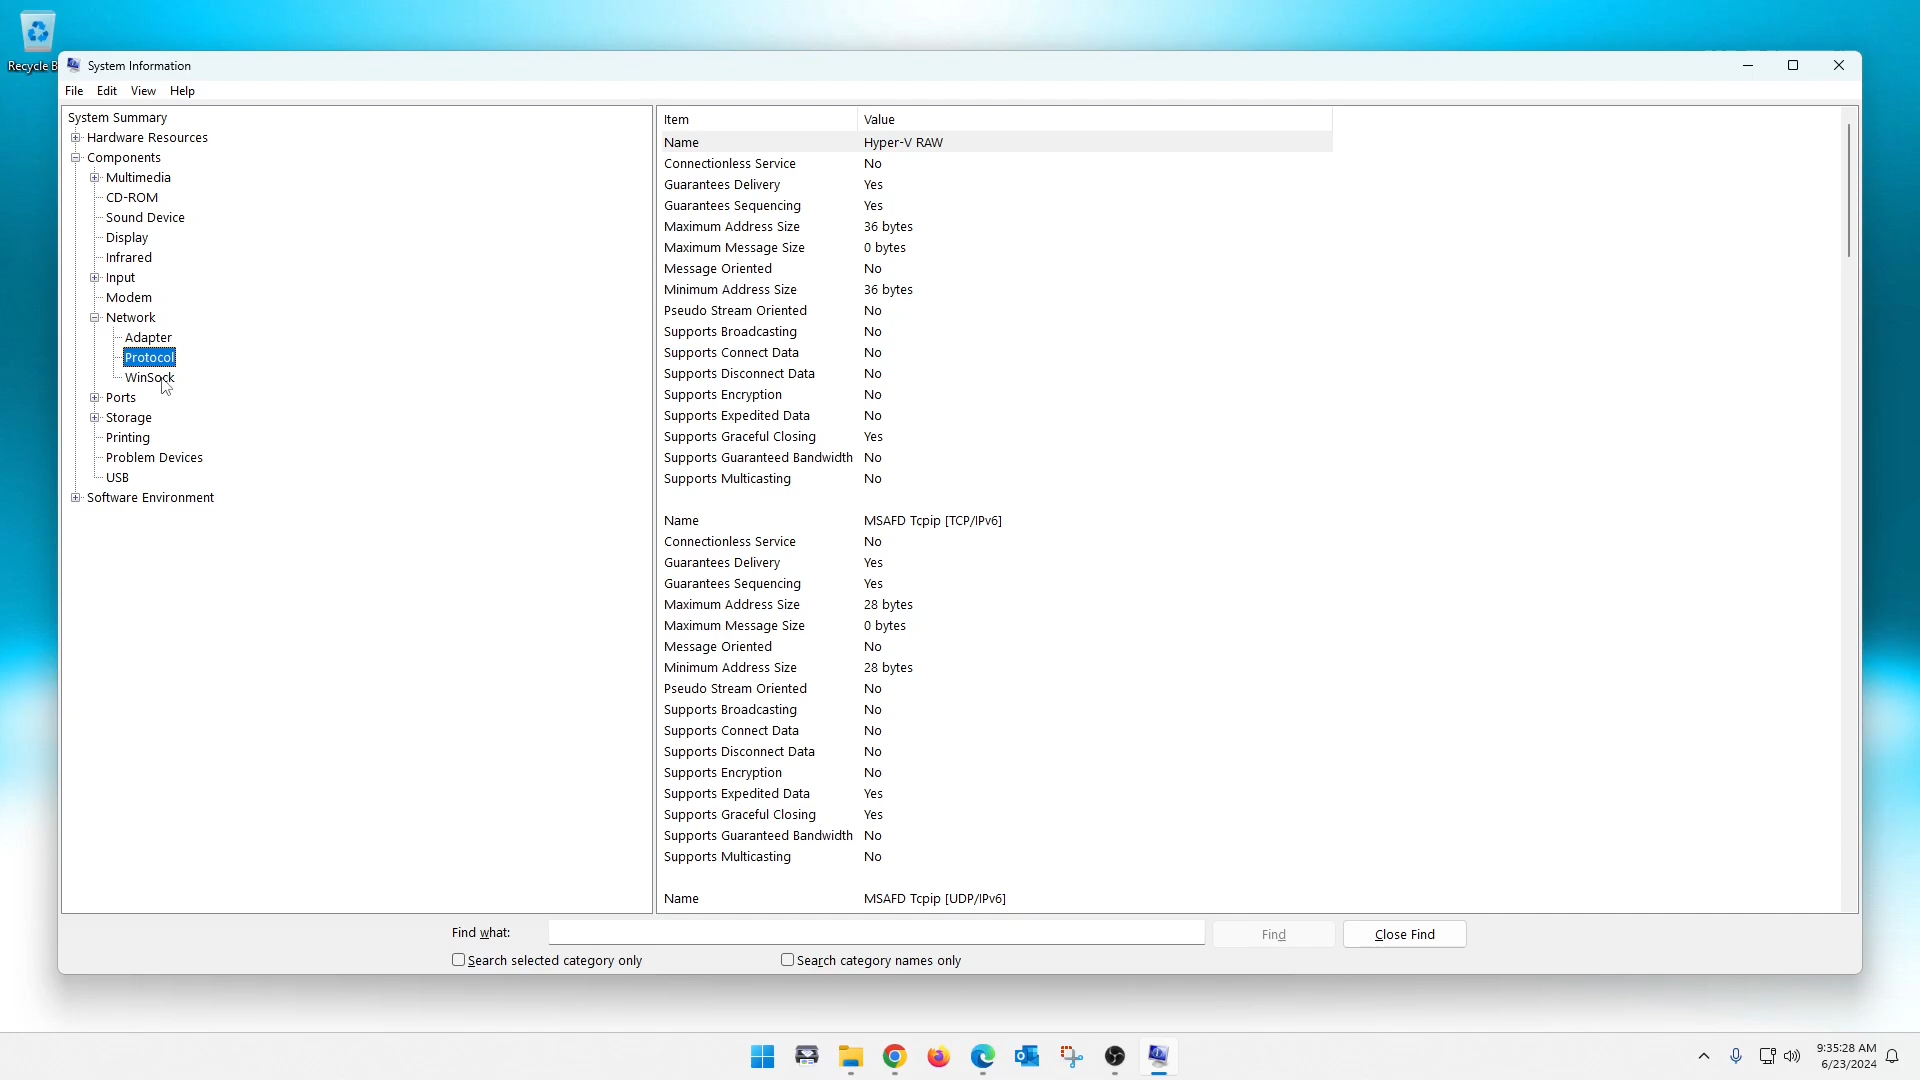 Recycle B
System Information
File Edit View Help
System Summary
Hardware Resources
Components
Multimedia
CD-ROM
Sound Device
Display
Infrared
Input
Modem
Network
Adapter
Protocol
WinSock
Ports
Storage
Printing
Problem Devices
USB
Software Environment
Item Value
Name Hyper-V RAW
Connectionless Service No
Guarantees Delivery Yes
Guarantees Sequencing Yes
Maximum Address Size 36 bytes
Maximum Message Size 0 bytes
Message Oriented No
Minimum Address Size 36 bytes
Pseudo Stream Oriented No
Supports Broadcasting No
Supports Connect Data No
Supports Disconnect Data No
Supports Encryption No
Supports Expedited Data No
Supports Graceful Closing Yes
Supports Guaranteed Bandwidth No
Supports Multicasting No
Name MSAFD Tcpip [TCP/IPv6]
Connectionless Service No
Guarantees Delivery Yes
Guarantees Sequencing Yes
Maximum Address Size 28 bytes
Maximum Message Size 0 bytes
Message Oriented No
Minimum Address Size 28 bytes
Pseudo Stream Oriented No
Supports Broadcasting No
Supports Connect Data No
Supports Disconnect Data No
Supports Encryption No
Supports Expedited Data Yes
Supports Graceful Closing Yes
Supports Guaranteed Bandwidth No
Supports Multicasting No
Name MSAFD Tcpip [UDP/IPv6]
Find what: Find Close Find
Search selected category only Search category names only
9:35:28 AM
6/23/2024